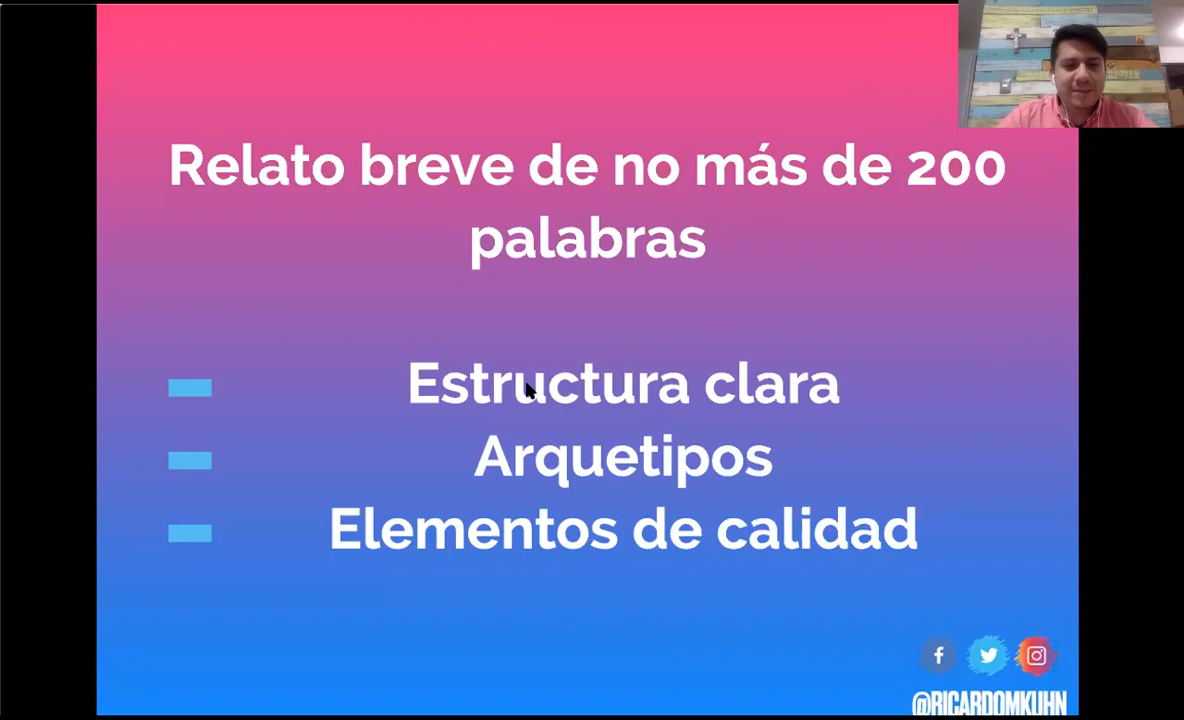 Relato breve de no más de 200
palabras
Estructura clara
Arquetipos
Elementos de calidad
@RICARDOMKUHN